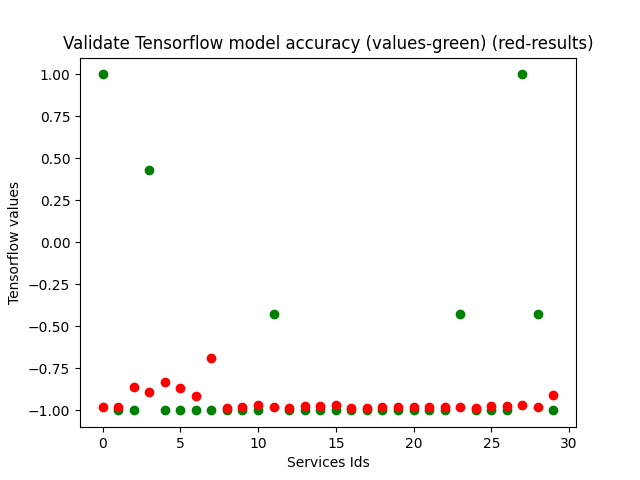 Validate Tensorflow model accuracy (values-green) (red-results)
1.00
0.75
0.50
0.25
0.00
−0.25
−0.50
−0.75
−1.00
Tensorflow values
0 5 10 15 20 25 30
Services Ids